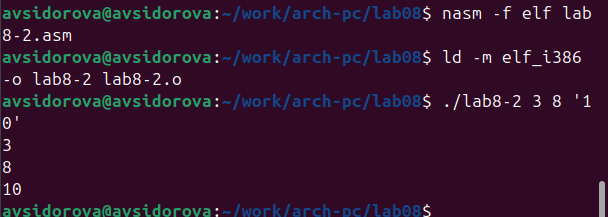 avsidorova@avsidorova:~/work/arch-pc/lab08$ nasm -f elf lab
8-2.asm
avsidorova@avsidorova:~/work/arch-pc/lab08$ ld -m elf_i386
-o lab8-2 lab8-2.o
avsidorova@avsidorova:~/work/arch-pc/lab08$ ./lab8-2 3 8 '1
0'
3
8
10
avsidorova@avsidorova:~/work/arch-pc/lab08$